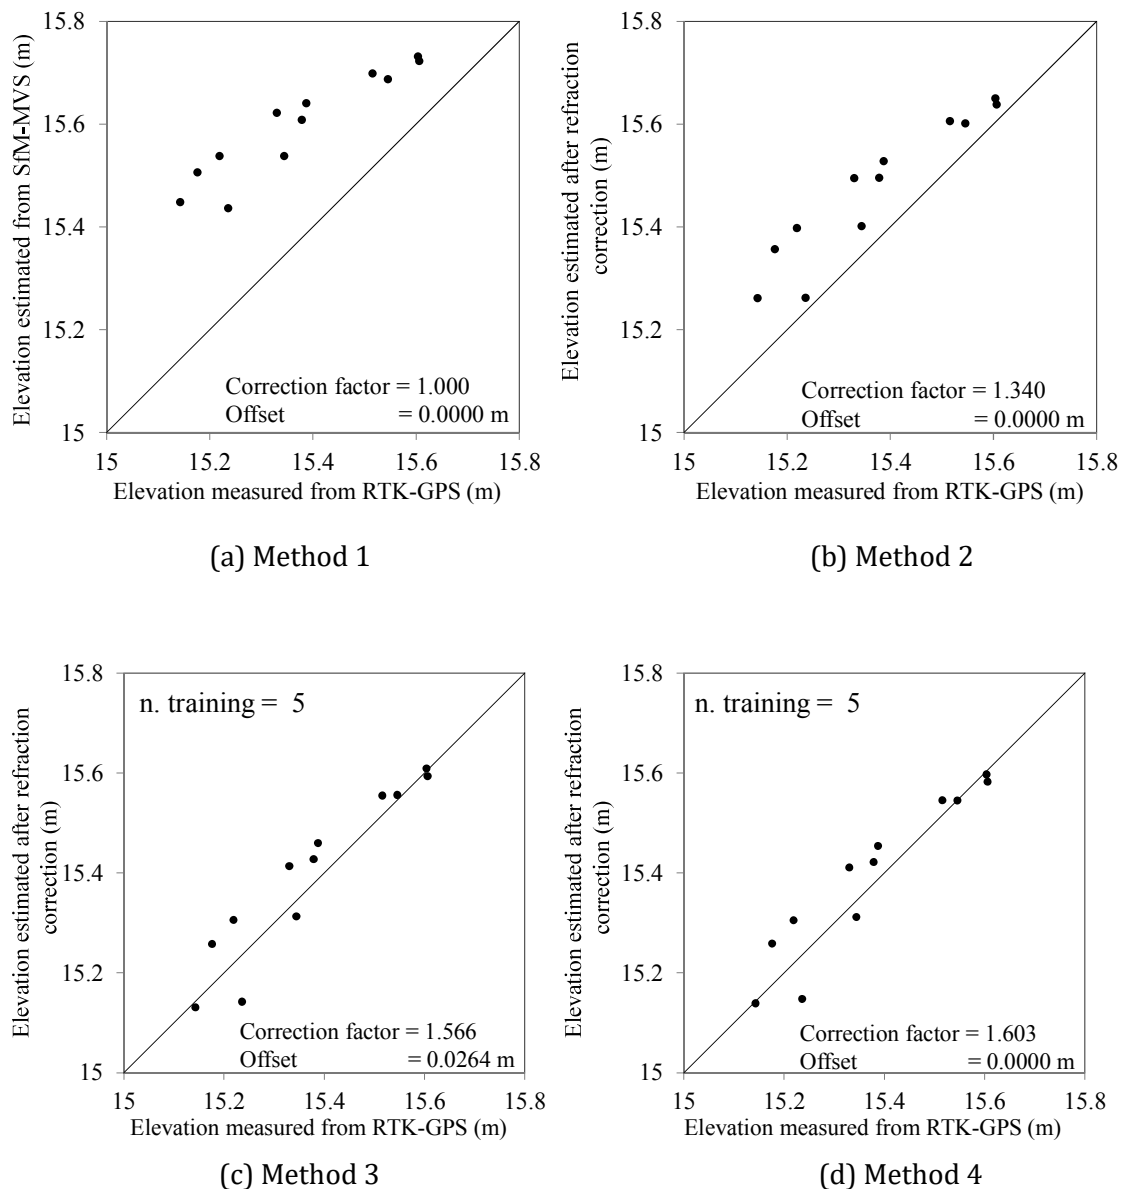 Elevation estimated from SfM-MVS (m)
15.8
15.6
15.4
15.2
15
Correction factor = 1.000
Offset = 0.0000 m
15 15.2 15.4 15.6 15.8
Elevation measured from RTK-GPS (m)
(a) Method 1
Elevation estimated after refraction
correction (m)
15.8
15.6
15.4
15.2
15
Correction factor = 1.340
Offset = 0.0000 m
15 15.2 15.4 15.6 15.8
Elevation measured from RTK-GPS (m)
(b) Method 2
Elevation estimated after refraction
correction (m)
15.8
15.6
15.4
15.2
15
n. training = 5
Correction factor = 1.566
Offset = 0.0264 m
15 15.2 15.4 15.6 15.8
Elevation measured from RTK-GPS (m)
(c) Method 3
Elevation estimated after refraction
correction (m)
15.8
15.6
15.4
15.2
15
n. training = 5
Correction factor = 1.603
Offset = 0.0000 m
15 15.2 15.4 15.6 15.8
Elevation measured from RTK-GPS (m)
(d) Method 4